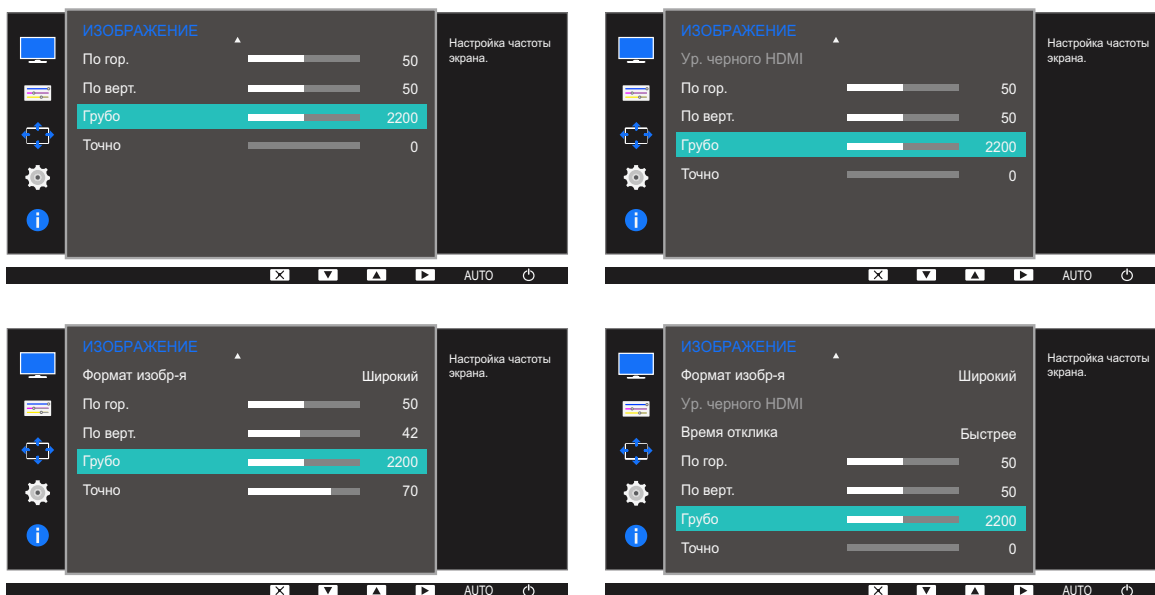 ИЗОБРАЖЕНИЕ
По гор. 50
По верт. 50
Грубо 2200
Точно 0
Настройка частоты
экрана.
AUTO
ИЗОБРАЖЕНИЕ
Ур. черного HDMI
По гор. 50
По верт. 50
Грубо 2200
Точно 0
Настройка частоты
экрана.
AUTO
ИЗОБРАЖЕНИЕ
Формат изобр-я Широкий
По гор. 50
По верт. 42
Грубо 2200
Точно 70
Настройка частоты
экрана.
AUTO
ИЗОБРАЖЕНИЕ
Формат изобр-я Широкий
Ур. черного HDMI
Время отклика Быстрее
По гор. 50
По верт. 50
Грубо 2200
Точно 0
Настройка частоты
экрана.
AUTO